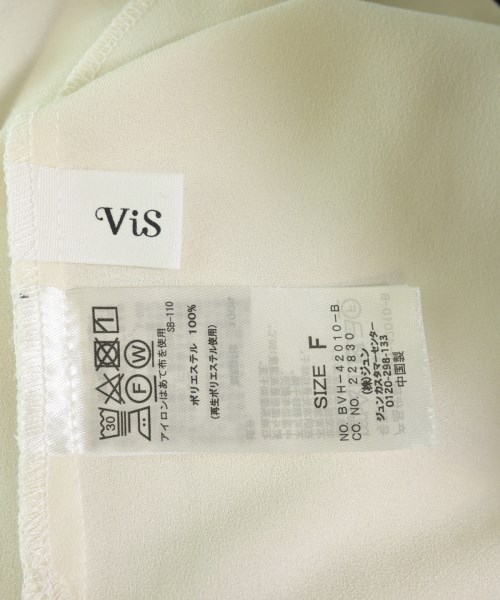 ViS
30
F W
アイロンはあて布を使用
SB-110
ポリエステル 100%
(再生ポリエステル使用)
SIZE F
NO. BVH-42010-B
CO. NO. 22830
(株)ジュン
ジュン カスタマーセンター
0120-298-133
中国製